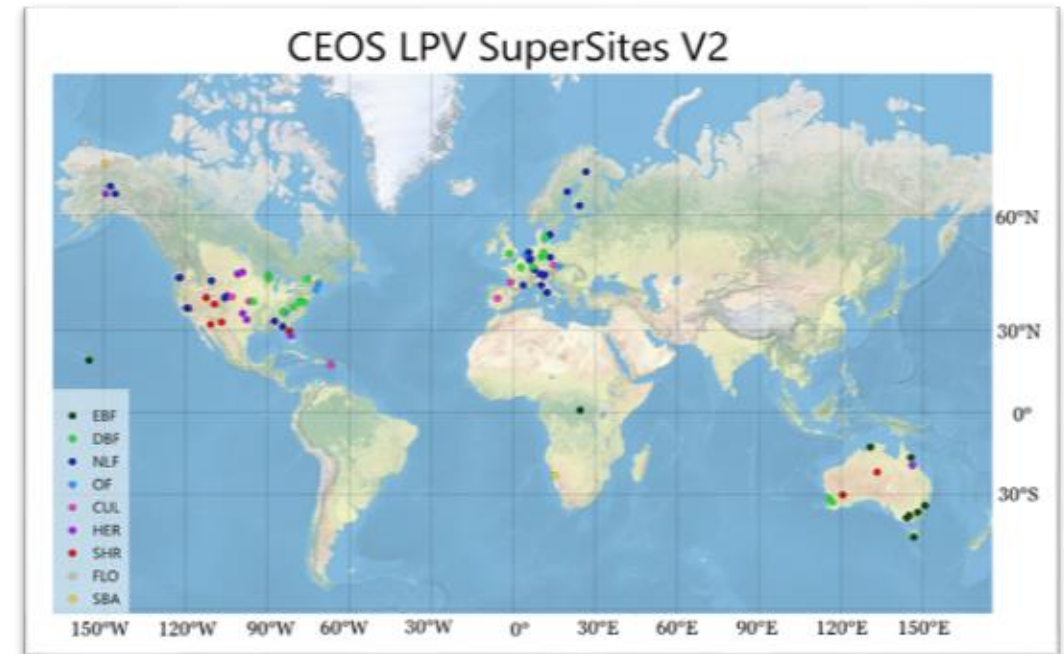 CEOS LPV SuperSites V2
60°N
30°N
0°
30°S
EBF
DBF
NLF
OF
CUL
HER
SHR
FLO
SBA
150°W 120°W 90°W 60°W 30°W 0° 30°E 60°E 90°E 120°E 150°E